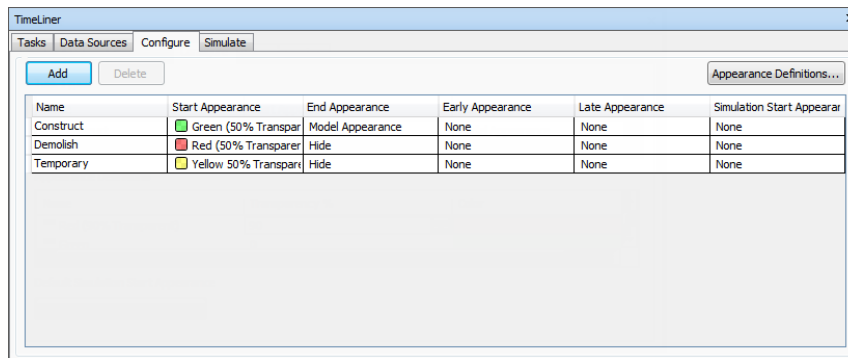 TimeLiner
Tasks Data Sources Configure Simulate
Add Delete Appearance Definitions...
Name Start Appearance End Appearance Early Appearance Late Appearance Simulation Start Appearar
Construct Green (50% Transpar Model Appearance None None None
Demolish Red (50% Transparer Hide None None None
Temporary Yellow 50% Transpare Hide None None None